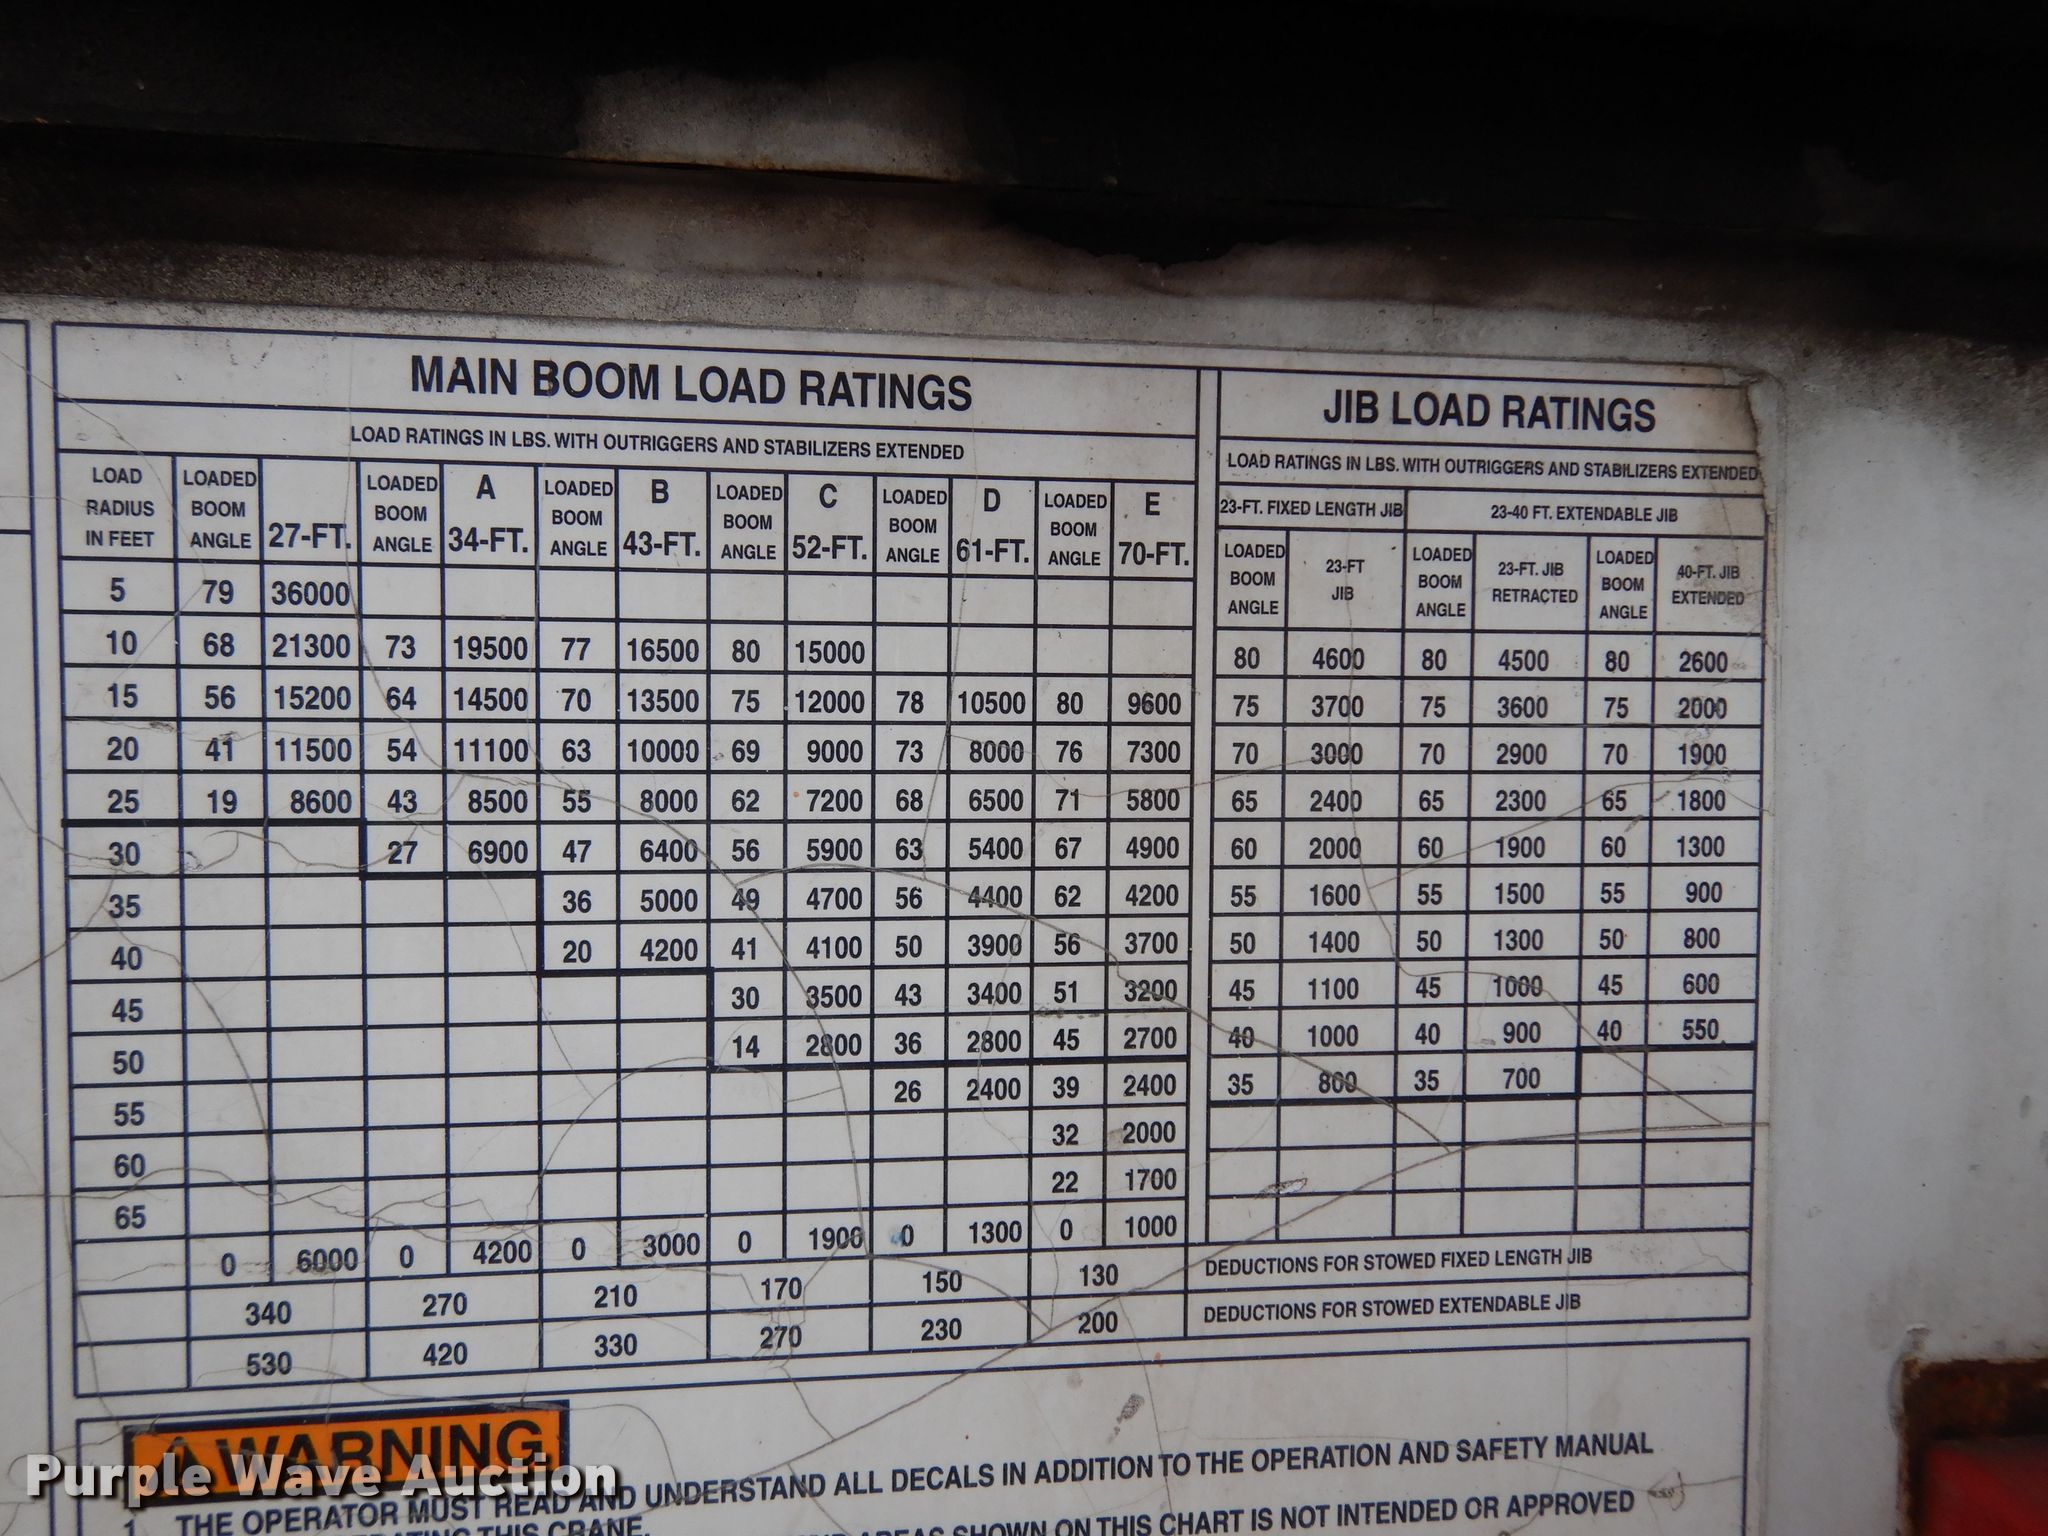 MAIN BOOM LOAD RATINGS
LOAD RATINGS IN LBS. WITH OUTRIGGERS AND STABILIZERS EXTENDED
LOAD RADIUS IN FEET | LOADED BOOM ANGLE | 27-FT. | LOADED BOOM ANGLE | A 34-FT. | LOADED BOOM ANGLE | B 43-FT. | LOADED BOOM ANGLE | C 52-FT. | LOADED BOOM ANGLE | D 61-FT. | LOADED BOOM ANGLE | E 70-FT.
5 79 36000
10 68 21300 73 19500 77 16500 80 15000
15 56 15200 64 14500 70 13500 75 12000 78 10500 80 9600
20 41 11500 54 11100 63 10000 69 9000 73 8000 76 7300
25 19 8600 43 8500 55 8000 62 7200 68 6500 71 5800
30 27 6900 47 6400 56 5900 63 5400 67 4900
35 36 5000 49 4700 56 4400 62 4200
40 20 4200 41 4100 50 3900 56 3700
45 30 3500 43 3400 51 3200
50 14 2800 36 2800 45 2700
55 26 2400 39 2400
60 32 2000
65 22 1700
0 6000 0 4200 0 3000 0 1900 0 1300 0 1000
340 270 210 170 150 130 DEDUCTIONS FOR STOWED FIXED LENGTH JIB
530 420 330 270 230 200 DEDUCTIONS FOR STOWED EXTENDABLE JIB
JIB LOAD RATINGS
LOAD RATINGS IN LBS. WITH OUTRIGGERS AND STABILIZERS EXTENDED
23-FT. FIXED LENGTH JIB | 23-40 FT. EXTENDABLE JIB
LOADED BOOM ANGLE | 23-FT JIB | LOADED BOOM ANGLE | 23-FT. JIB RETRACTED | LOADED BOOM ANGLE | 40-FT. JIB EXTENDED
80 4600 80 4500 80 2600
75 3700 75 3600 75 2000
70 3000 70 2900 70 1900
65 2400 65 2300 65 1800
60 2000 60 1900 60 1300
55 1600 55 1500 55 900
50 1400 50 1300 50 800
45 1100 45 1000 45 600
40 1000 40 900 40 550
35 800 35 700
WARNING
1. THE OPERATOR MUST READ AND UNDERSTAND ALL DECALS IN ADDITION TO THE OPERATION AND SAFETY MANUAL
THIS CRANE.
AREAS SHOWN ON THIS CHART IS NOT INTENDED OR APPROVED
Purple Wave Auction